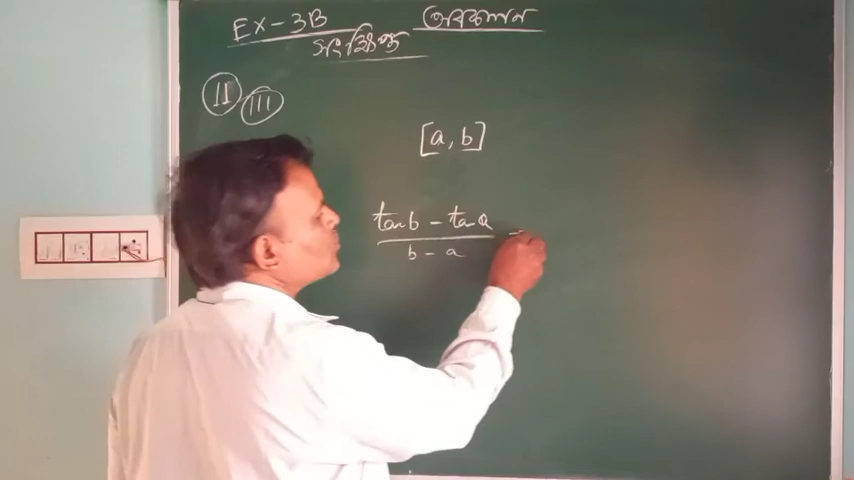 EX-3B অবকলন
সংক্ষিপ্ত
II III
[a, b]
tan b - tan a
b - a